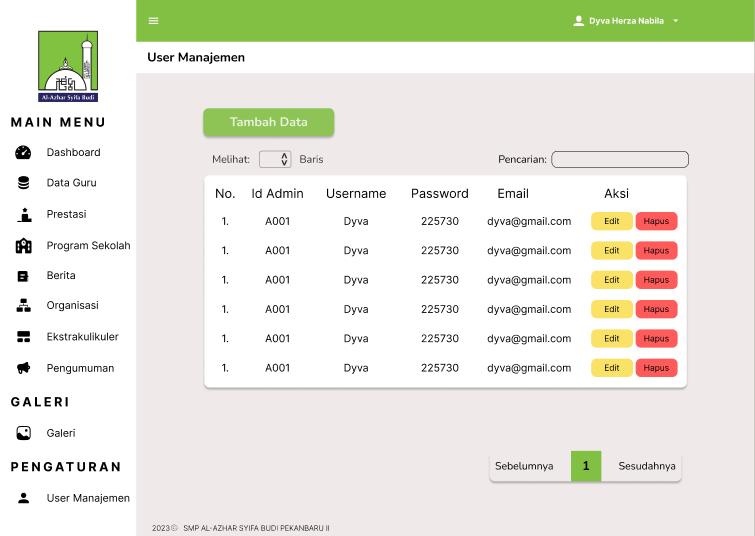 Dyva Herza Nabila
User Manajemen
Al-Azhar Syifa Budi
MAIN MENU
Dashboard
Data Guru
Prestasi
Program Sekolah
Berita
Organisasi
Ekstrakulikuler
Pengumuman
GALERI
Galeri
PENGATURAN
User Manajemen
Tambah Data
Melihat: Baris Pencarian:
No. Id Admin Username Password Email Aksi
1. A001 Dyva 225730 dyva@gmail.com Edit Hapus
1. A001 Dyva 225730 dyva@gmail.com Edit Hapus
1. A001 Dyva 225730 dyva@gmail.com Edit Hapus
1. A001 Dyva 225730 dyva@gmail.com Edit Hapus
1. A001 Dyva 225730 dyva@gmail.com Edit Hapus
1. A001 Dyva 225730 dyva@gmail.com Edit Hapus
Sebelumnya 1 Sesudahnya
2023© SMP AL-AZHAR SYIFA BUDI PEKANBARU II